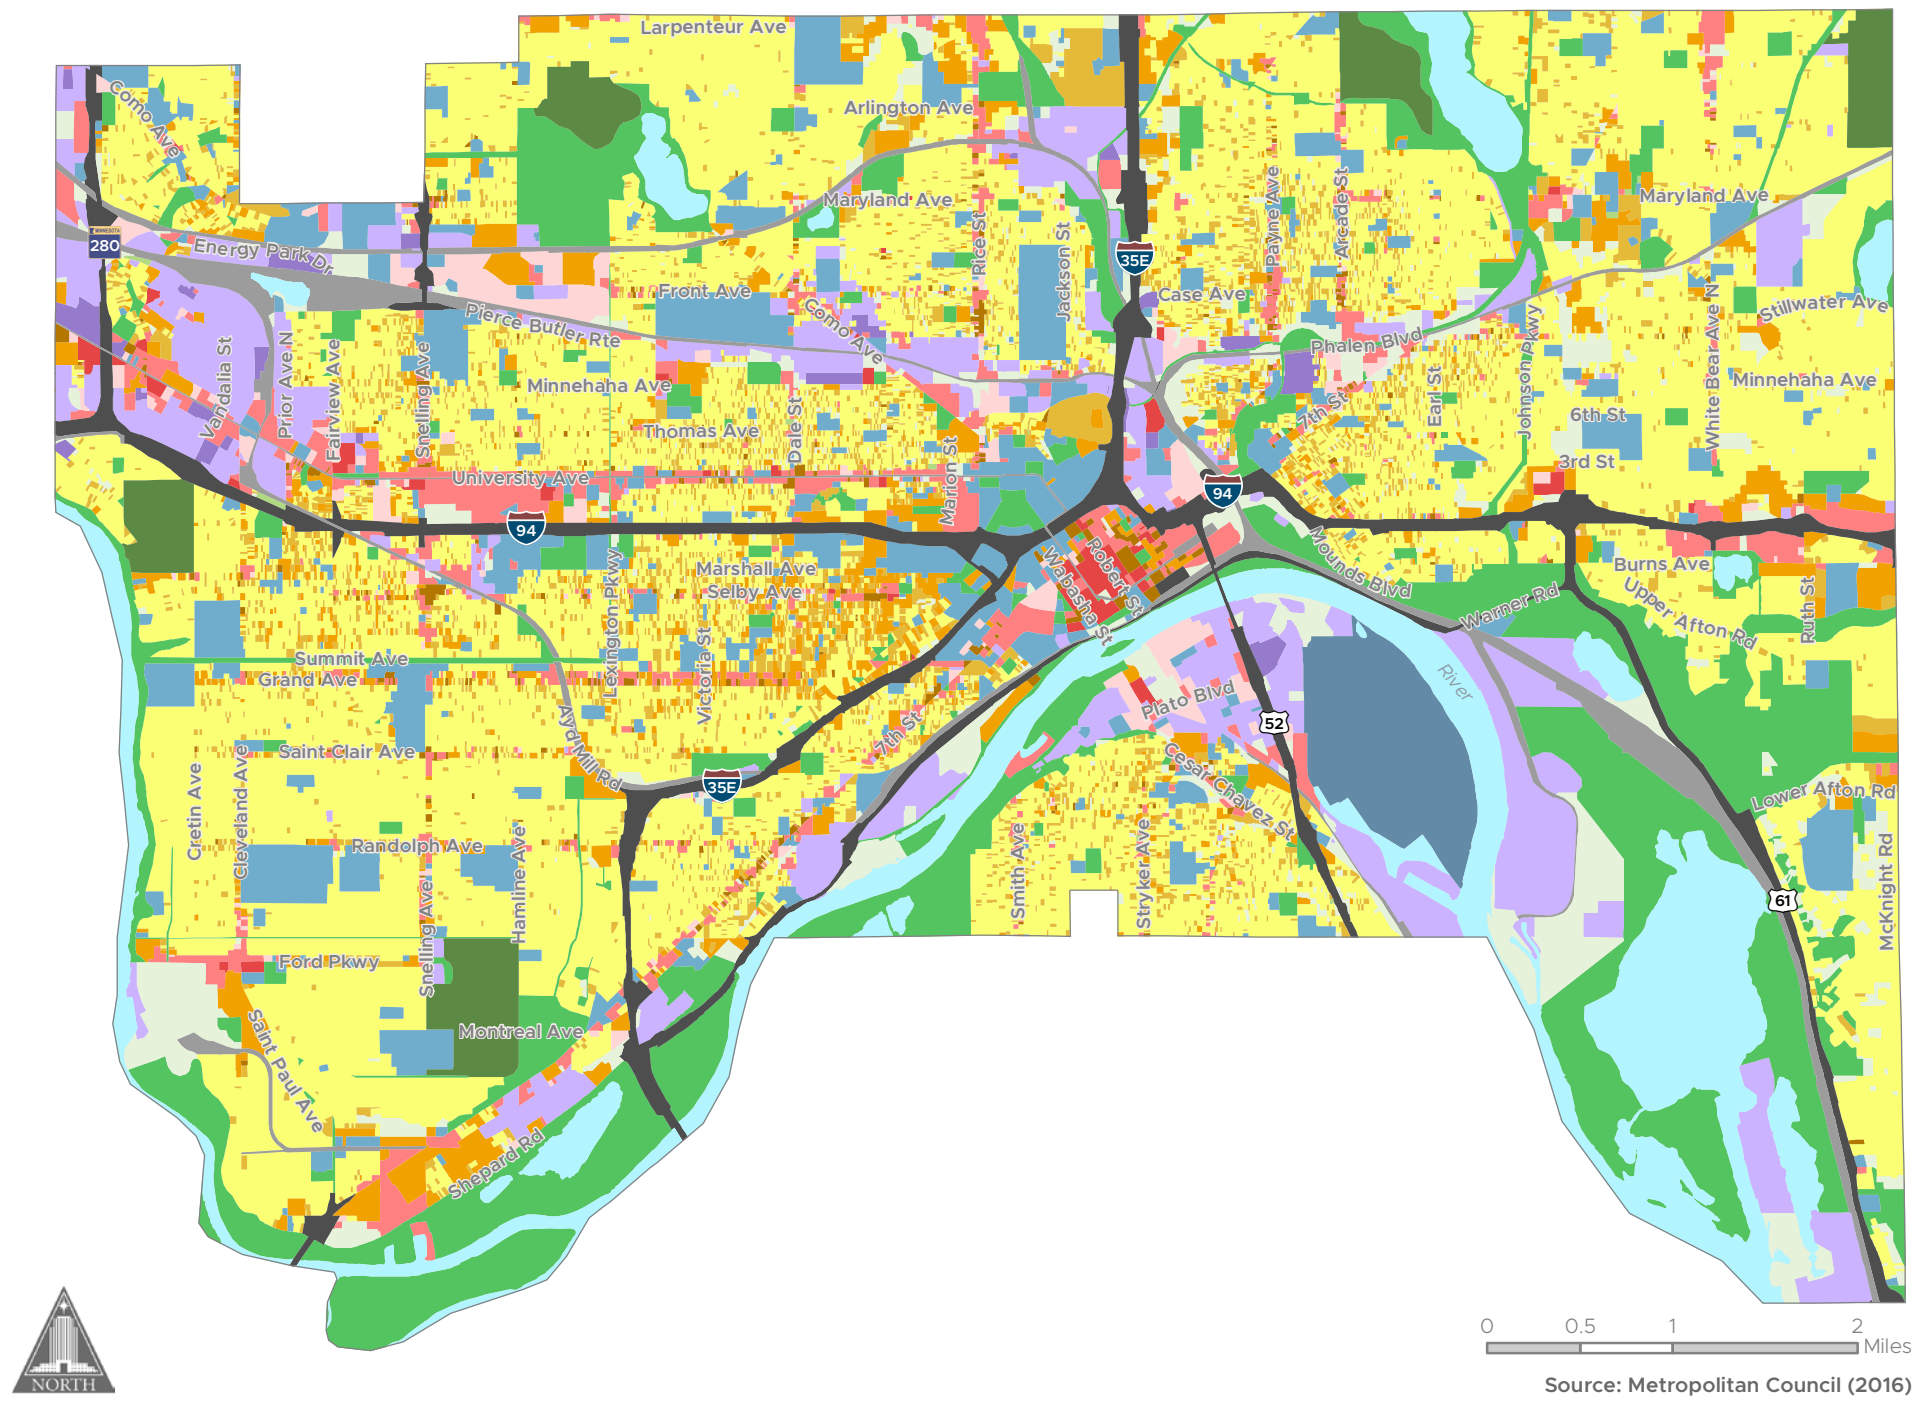 Larpenteur Ave
Como Ave
Arlington Ave
Maryland Ave
Maryland Ave
MINNESOTA
280
Energy Park Dr
Rice St
Jackson St
35E
Payne Ave
Arcade St
Front Ave
Case Ave
Stillwater Ave
Pierce Butler Rte
Como Ave
Phalen Blvd
Johnson Pkwy
White Bear Ave N
Vandalia St
Prior Ave N
Fairview Ave
Snelling Ave
Minnehaha Ave
Minnehaha Ave
Dale St
Thomas Ave
Marion St
7th St
Earl St
6th St
3rd St
University Ave
94
94
Lexington Pkwy
Marshall Ave
Selby Ave
Wabasha St
Robert St
Mounds Blvd
Warner Rd
Burns Ave
Upper Afton Rd
Ruth St
Summit Ave
Grand Ave
Victoria St
River
Plato Blvd
52
Ayd Mill Rd
7th St
Saint Clair Ave
Cesar Chavez St
Cretin Ave
Cleveland Ave
35E
Lower Afton Rd
Randolph Ave
Hamline Ave
Snelling Ave
Smith Ave
Stryker Ave
McKnight Rd
61
Ford Pkwy
Saint Paul Ave
Montreal Ave
Shepard Rd
NORTH
0 0.5 1 2
Miles
Source: Metropolitan Council (2016)